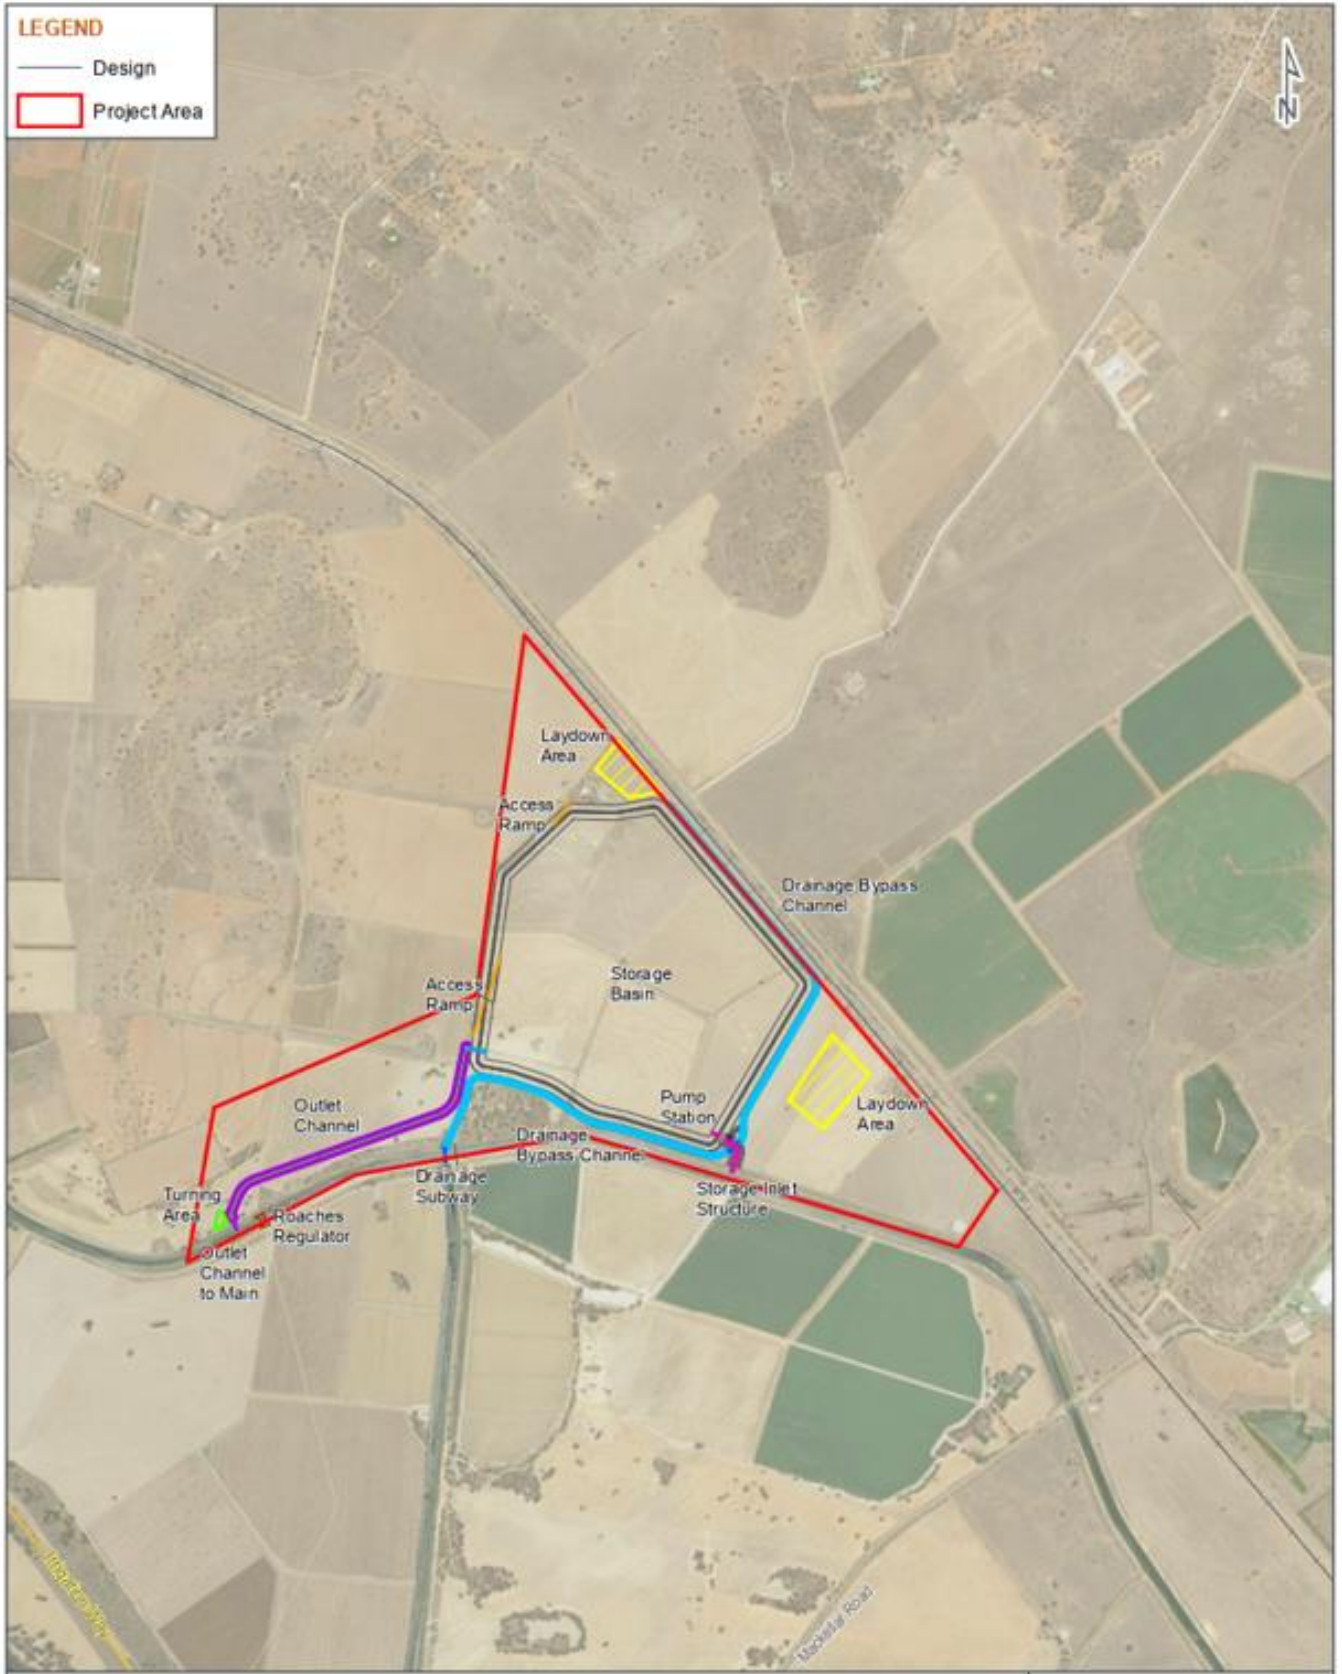 LEGEND
Design
Project Area
N
Laydown
Area
Access
Ramp
Drainage Bypass
Channel
Storage
Basin
Access
Ramp
Pump
Station
Outlet
Channel
Laydown
Area
Drainage
Bypass Channel
Drainage
Subway
Storage Inlet
Structure
Turning
Area
Roaches
Regulator
Outlet
Channel
to Main
Irrigation Way
Road